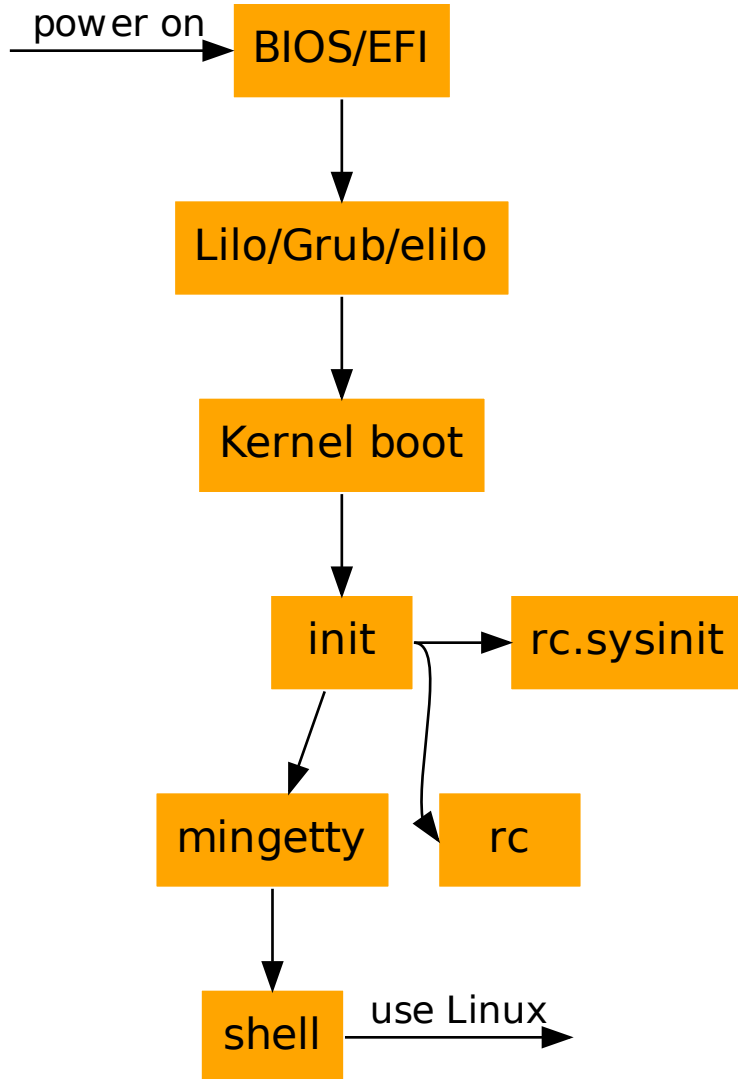 power on
BIOS/EFI
Lilo/Grub/elilo
Kernel boot
init
rc.sysinit
mingetty
rc
shell
use Linux